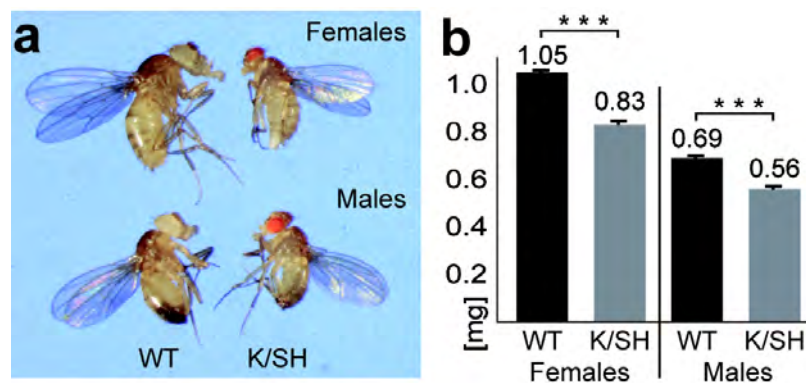 a
Females
Males
WT K/SH
b
[mg]
1.0
0.8
0.6
0.4
0.2
***
1.05
0.83
***
0.69
0.56
WT K/SH WT K/SH
Females Males